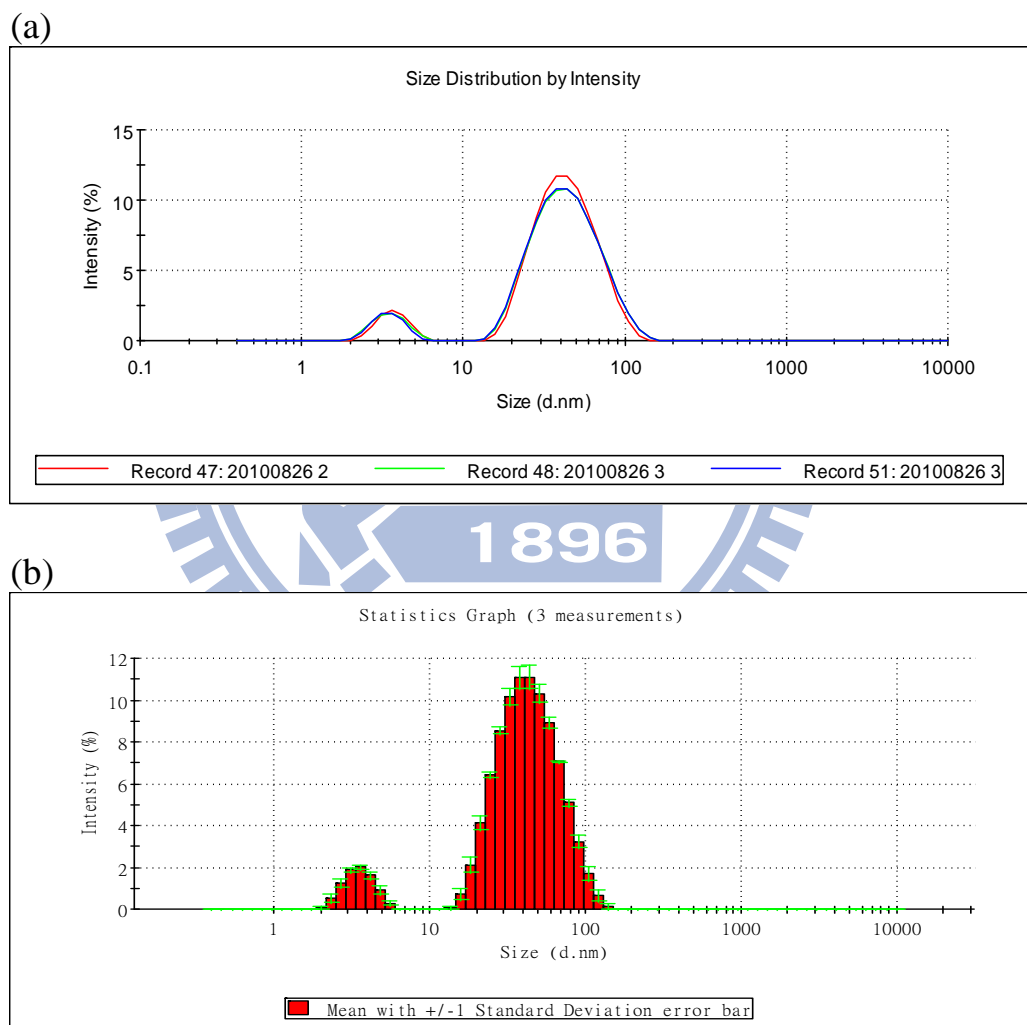 (a)
Size Distribution by Intensity
15
10
5
0
Intensity (%)
0.1 1 10 100 1000 10000
Size (d.nm)
Record 47: 20100826 2 Record 48: 20100826 3 Record 51: 20100826 3
1896
(b)
Statistics Graph (3 measurements)
12
10
8
6
4
2
0
Intensity (%)
1 10 100 1000 10000
Size (d.nm)
Mean with +/-1 Standard Deviation error bar